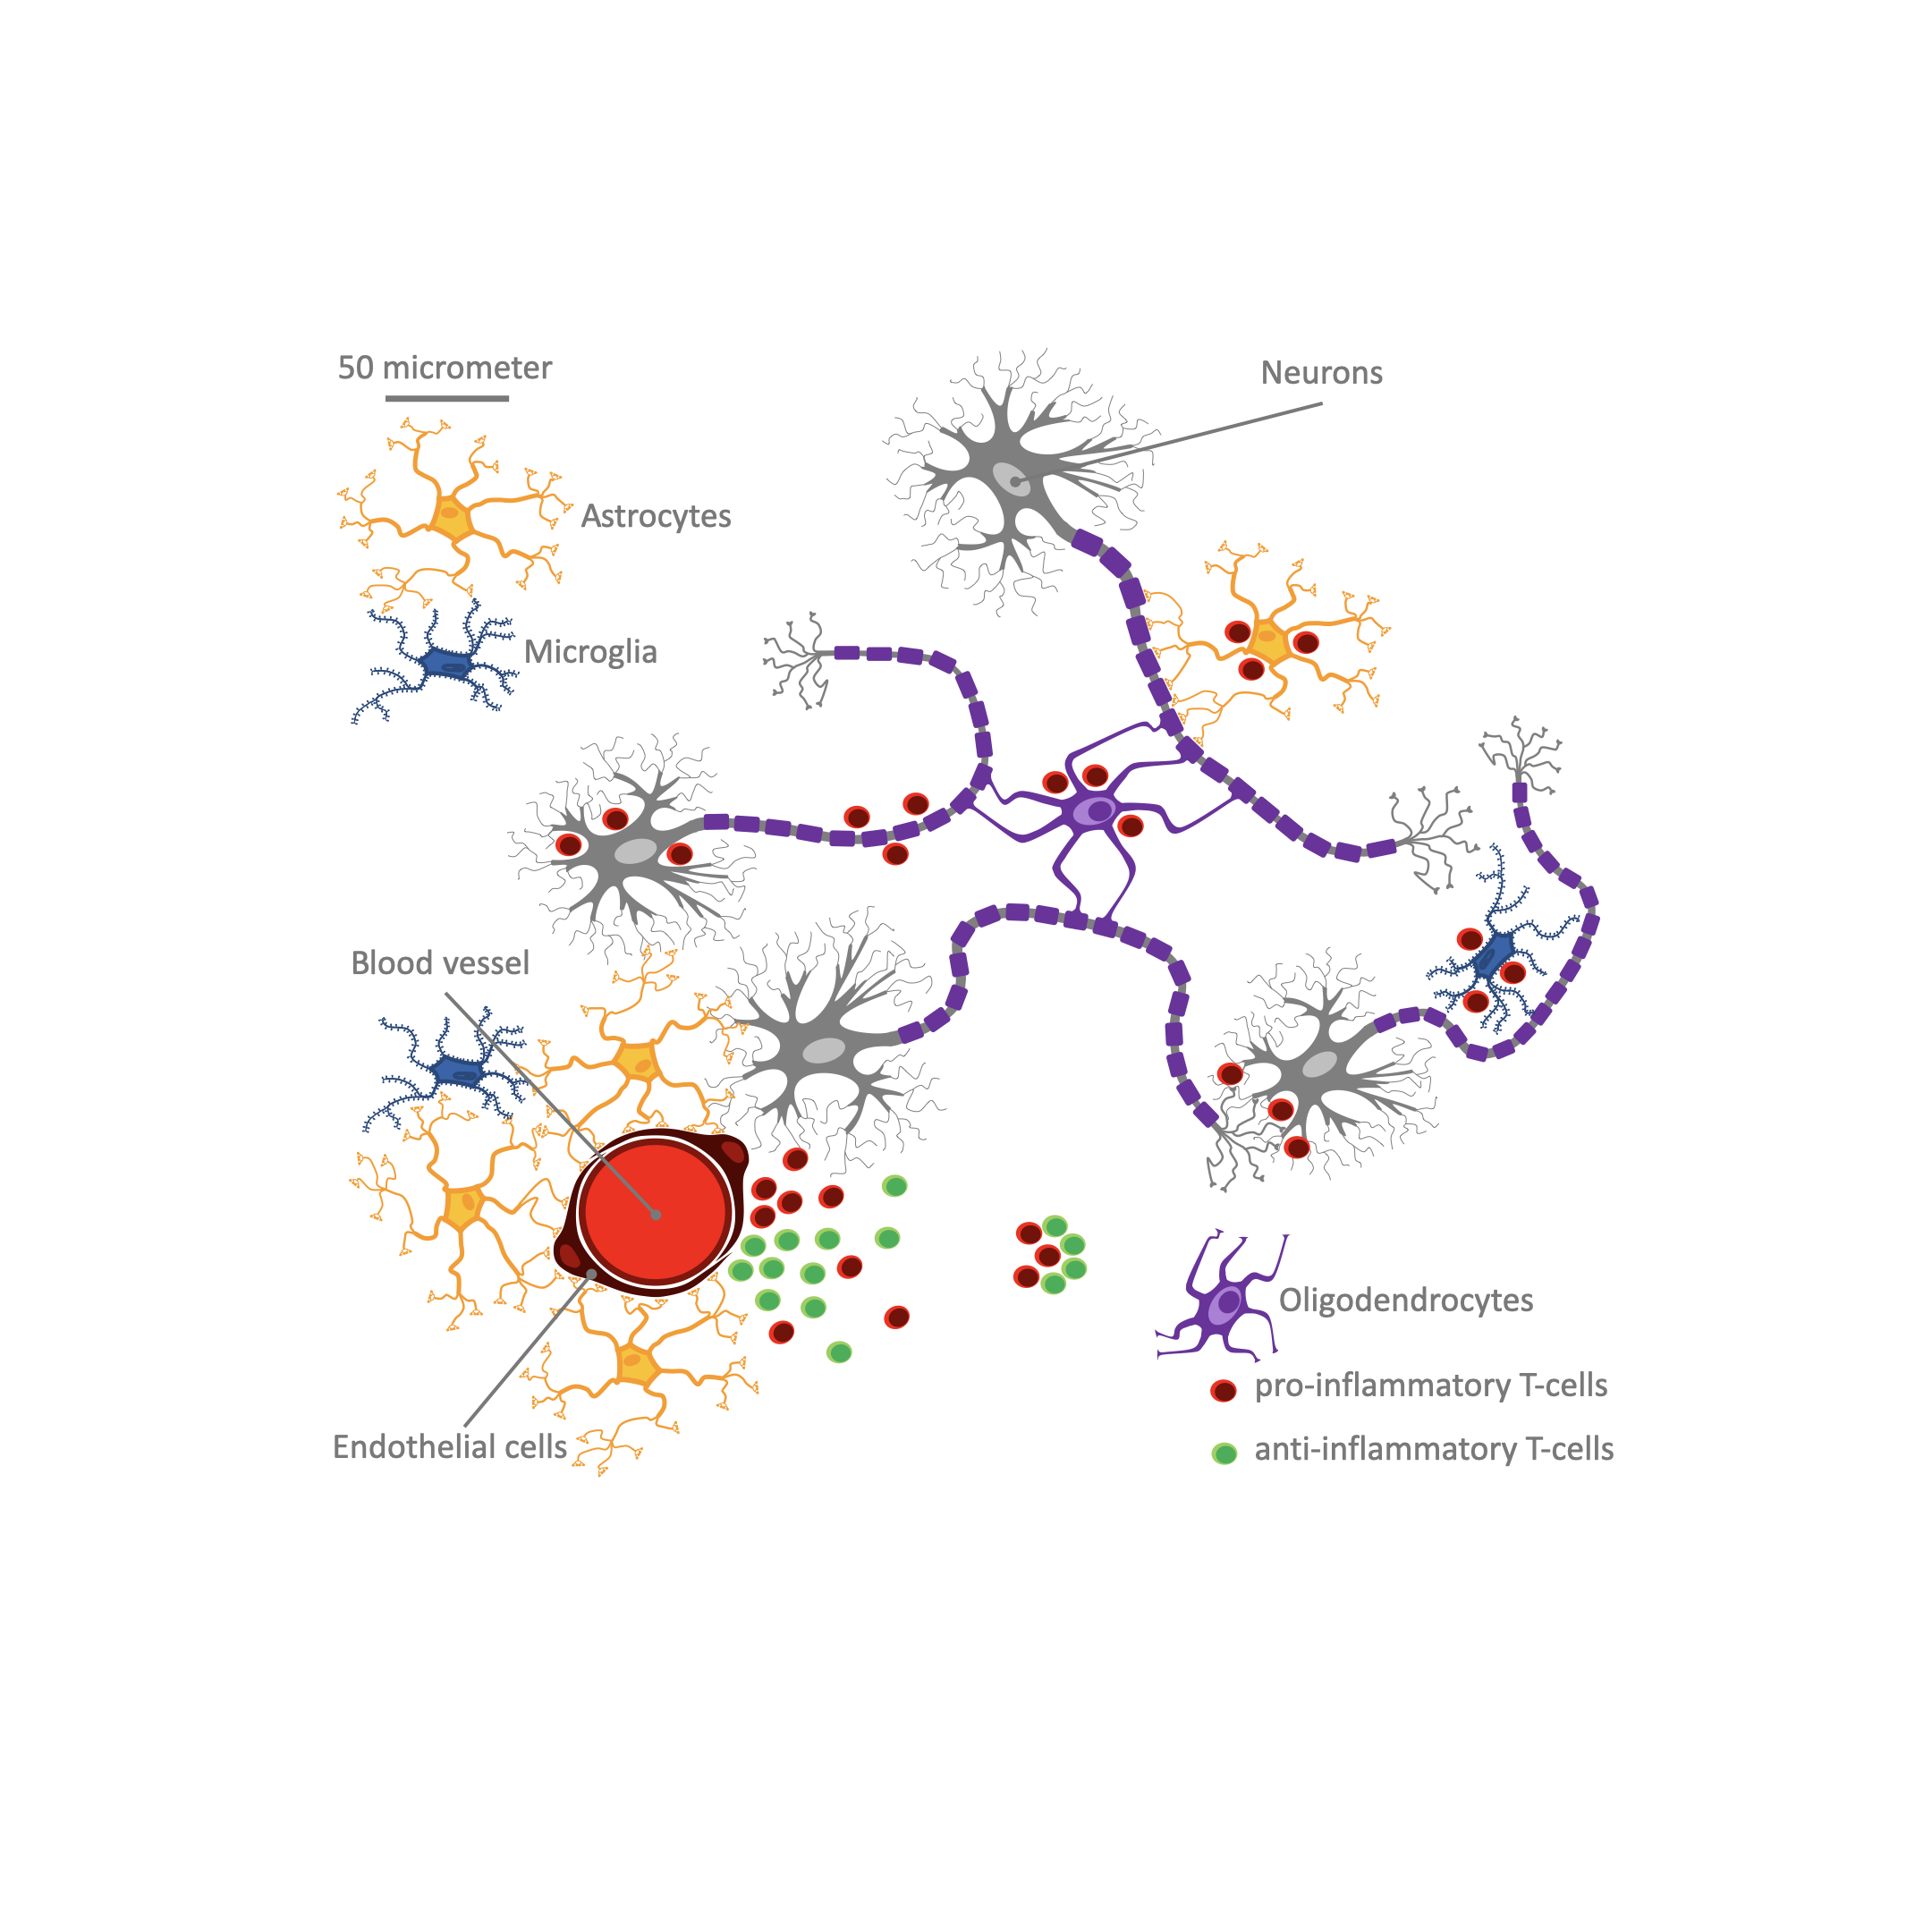 50 micrometer
Neurons
Astrocytes
Microglia
Blood vessel
Oligodendrocytes
pro-inflammatory T-cells
Endothelial cells
anti-inflammatory T-cells